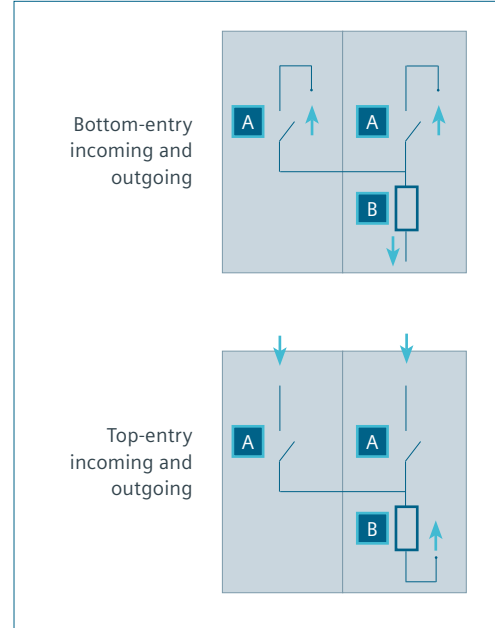 A
A
Bottom-entry
incoming and
outgoing
B
A
A
Top-entry
incoming and
outgoing
B